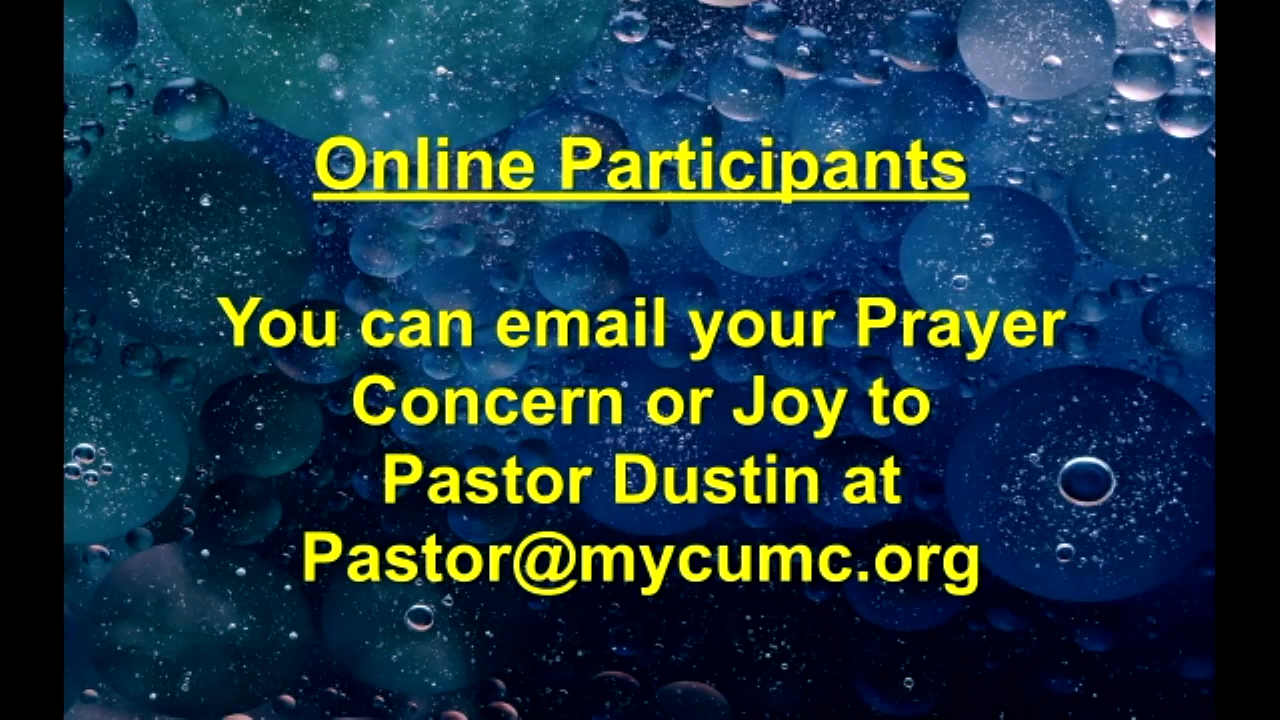 Online Participants
You can email your Prayer
Concern or Joy to
Pastor Dustin at
Pastor@mycumc.org